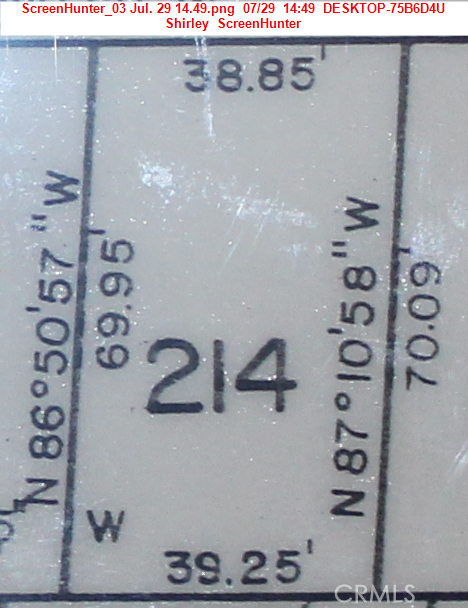 ScreenHunter_03 Jul. 29 14.49.png 07/29 14:49 DESKTOP-75B6D4U
Shirley ScreenHunter
38.85'
N 86°50'57"W
69.95'
214
N 87°10'58"W
70.09'
W
39.25'
CRMLS